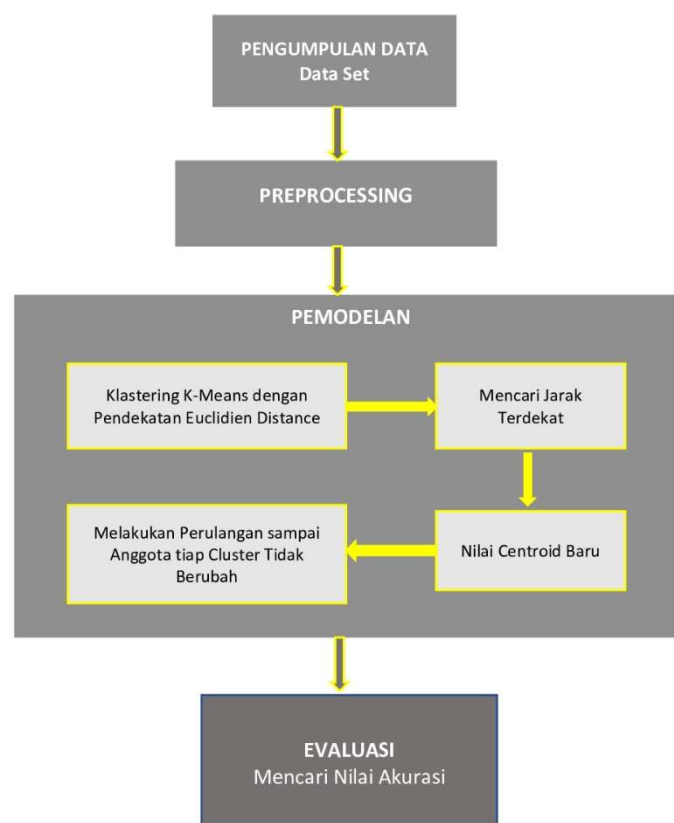 PENGUMPULAN DATA
Data Set
PREPROCESSING
PEMODELAN
Klastering K-Means dengan
Pendekatan Euclidien Distance
Mencari Jarak
Terdekat
Nilai Centroid Baru
Melakukan Perulangan sampai
Anggota tiap Cluster Tidak
Berubah
EVALUASI
Mencari Nilai Akurasi